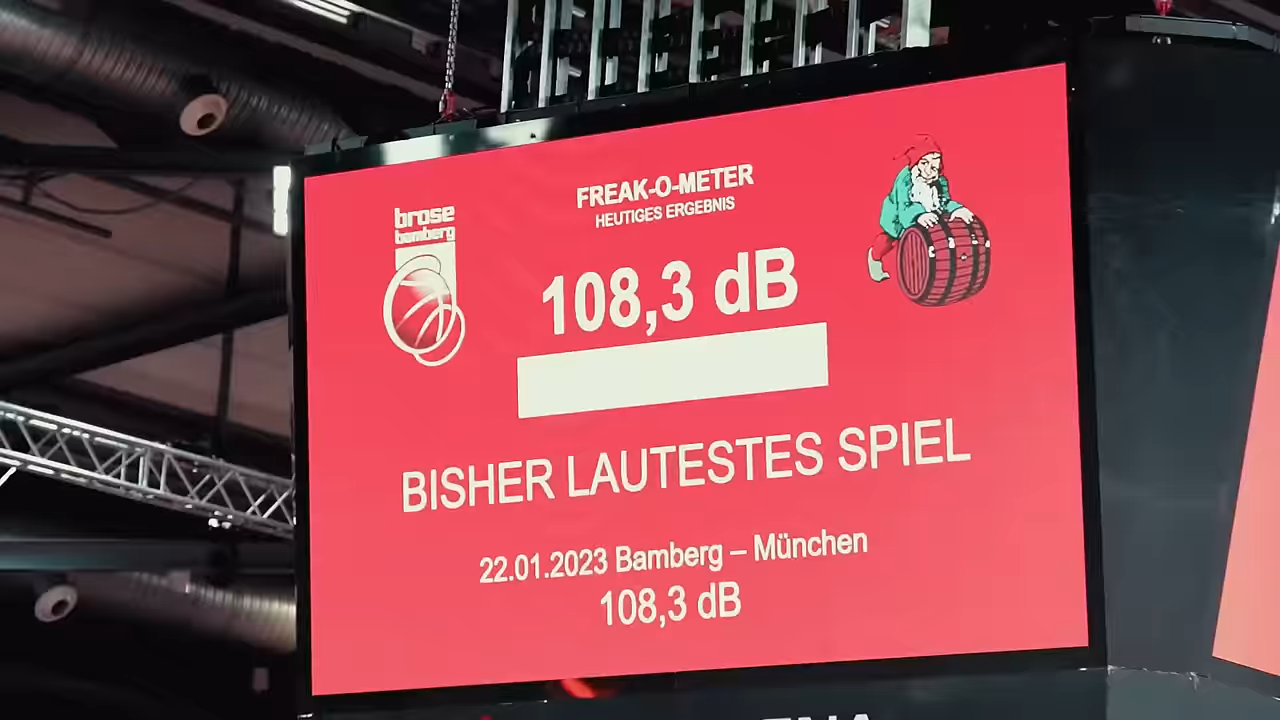 brose
bamberg
FREAK-O-METER
HEUTIGES ERGEBNIS
108,3 dB
BISHER LAUTESTES SPIEL
22.01.2023 Bamberg – München
108,3 dB